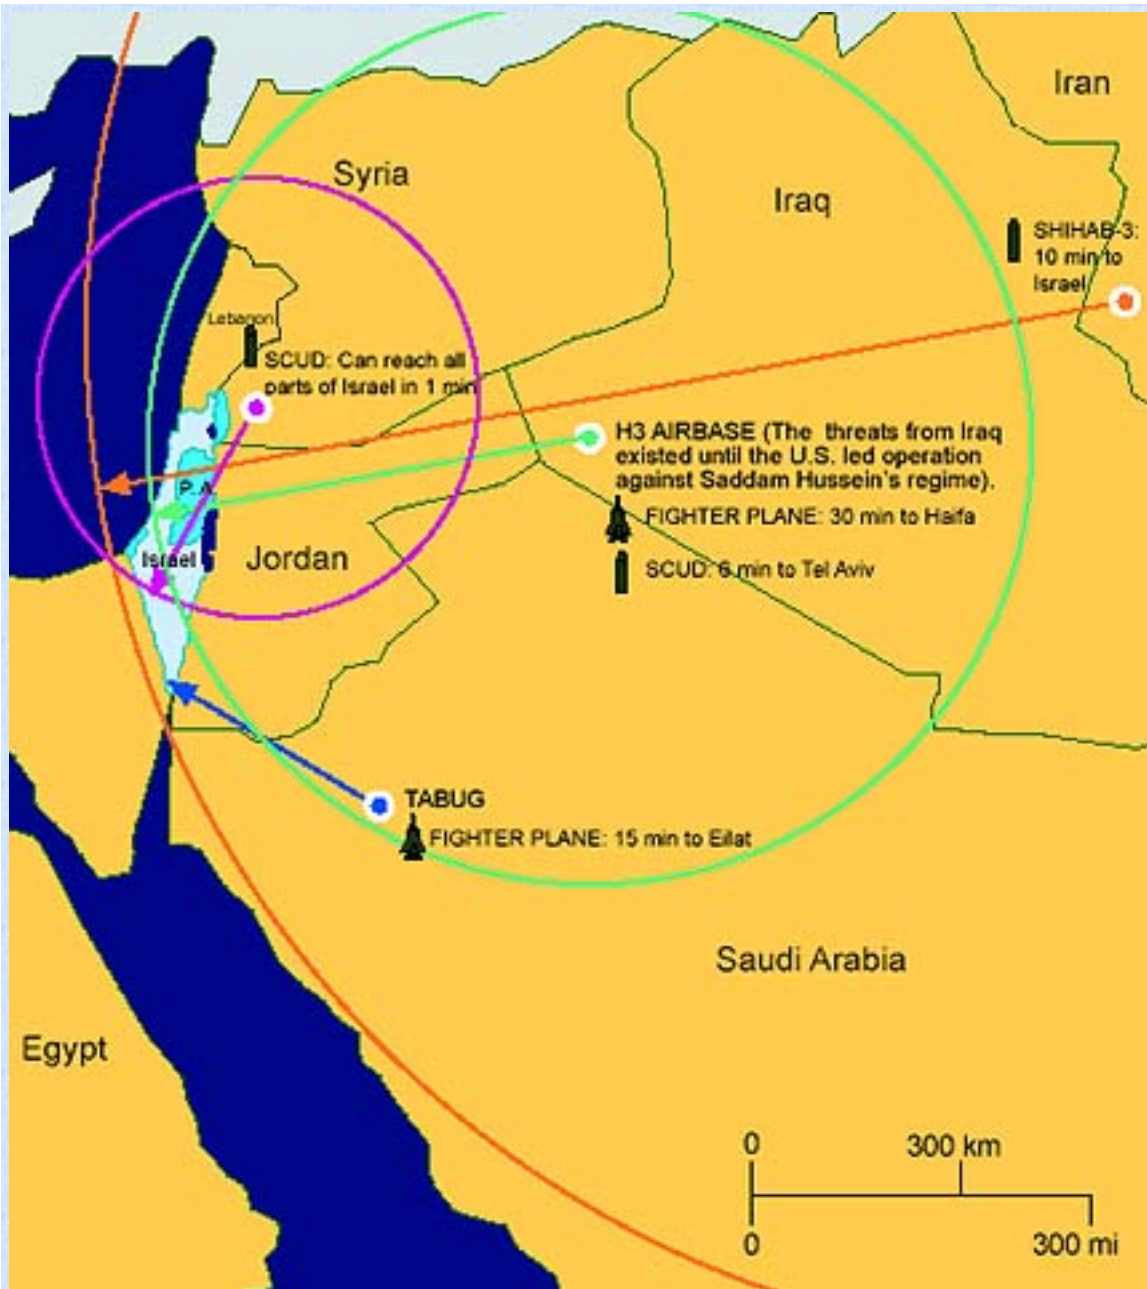 Iran
Syria
Iraq
SHIHAB-3:
10 min to
Israel
Lebanon
SCUD: Can reach all
parts of Israel in 1 min
H3 AIRBASE (The threats from Iraq
existed until the U.S. led operation
against Saddam Hussein's regime).
P.A
FIGHTER PLANE: 30 min to Haifa
Israel
Jordan
SCUD: 6 min to Tel Aviv
TABUG
FIGHTER PLANE: 15 min to Eilat
Saudi Arabia
Egypt
0 300 km
0 300 mi